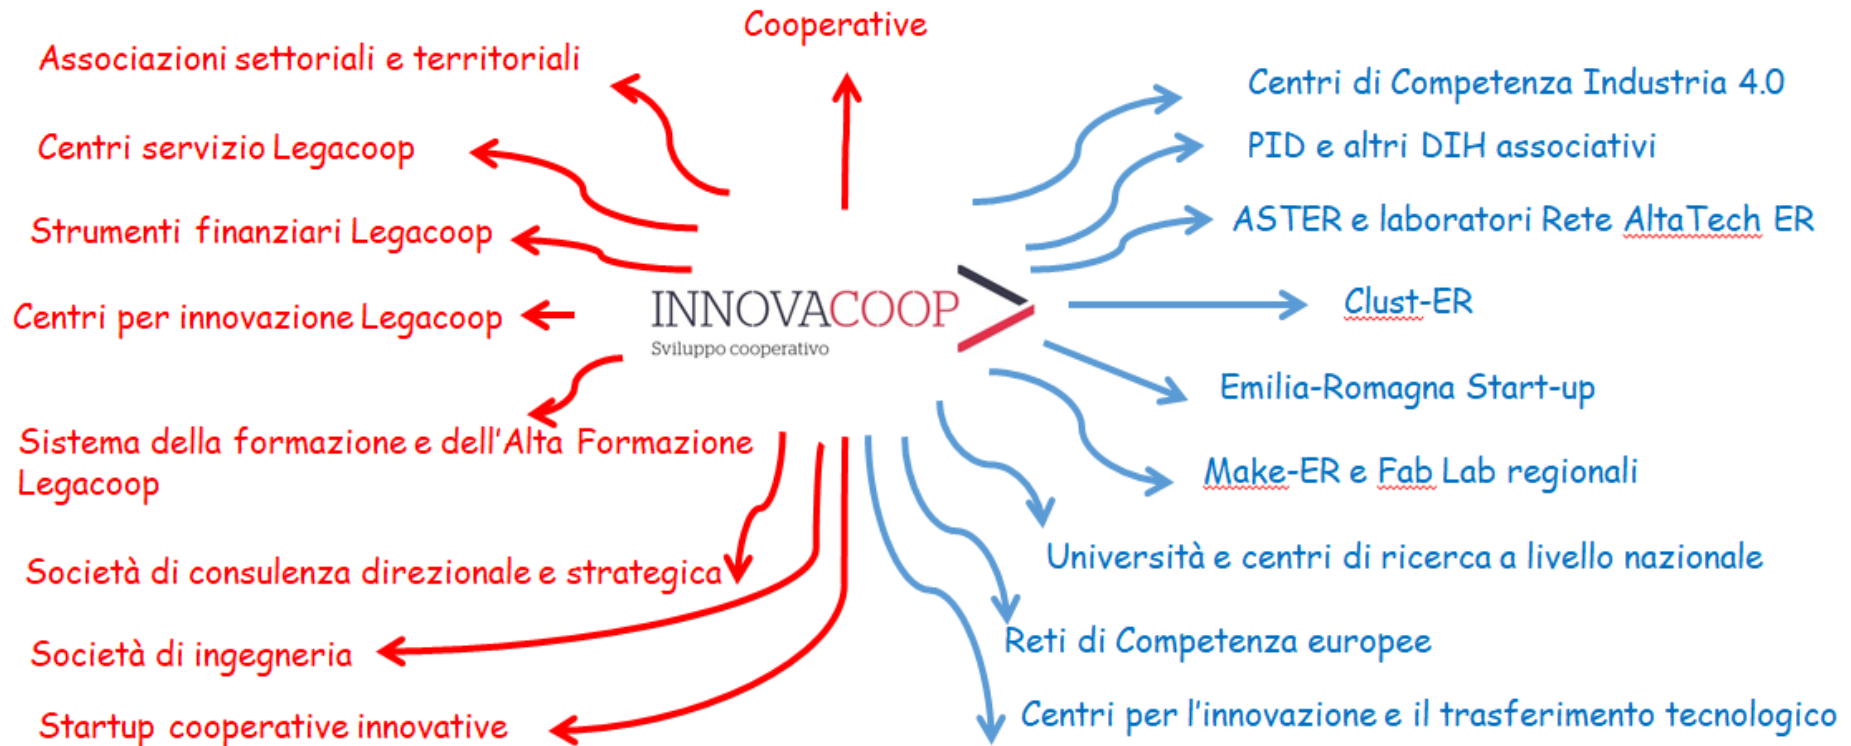 Cooperative
Associazioni settoriali e territoriali
Centri servizio Legacoop
Strumenti finanziari Legacoop
Centri per innovazione Legacoop
Sistema della formazione e dell'Alta Formazione
Legacoop
Società di consulenza direzionale e strategica
Società di ingegneria
Startup cooperative innovative
INNOVACOOP
Sviluppo cooperativo
Centri di Competenza Industria 4.0
PID e altri DIH associativi
ASTER e laboratori Rete AltaTech ER
Clust-ER
Emilia-Romagna Start-up
Make-ER e Fab Lab regionali
Università e centri di ricerca a livello nazionale
Reti di Competenza europee
Centri per l'innovazione e il trasferimento tecnologico